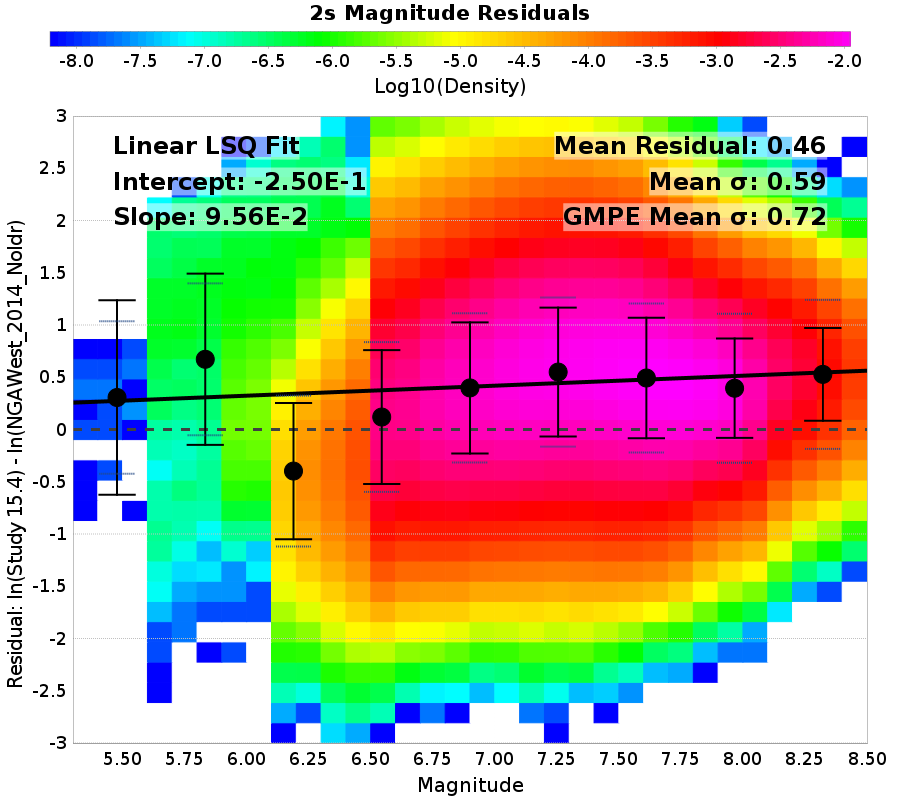 2s Magnitude Residuals
-8.0 -7.5 -7.0 -6.5 -6.0 -5.5 -5.0 -4.5 -4.0 -3.5 -3.0 -2.5 -2.0
Log10(Density)
Residual: ln(Study 15.4) - ln(NGAWest_2014_NoIdr)
3
2.5
2
1.5
1
0.5
0
-0.5
-1
-1.5
-2
-2.5
-3
Linear LSQ Fit
Intercept: -2.50E-1
Slope: 9.56E-2
Mean Residual: 0.46
Mean σ: 0.59
GMPE Mean σ: 0.72
5.50 5.75 6.00 6.25 6.50 6.75 7.00 7.25 7.50 7.75 8.00 8.25 8.50
Magnitude